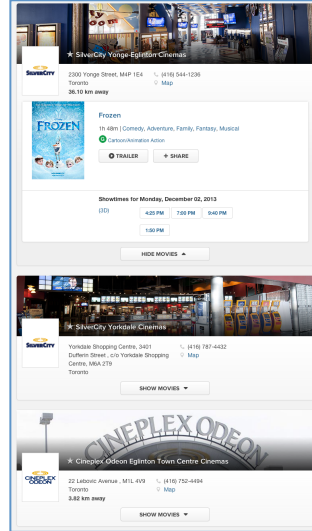 ★ SilverCity Yonge-Eglinton Cinemas
SILVERCITY
2300 Yonge Street, M4P 1E4
(416) 544-1236
Toronto
Map
36.10 km away
FROZEN
Frozen
1h 48m | Comedy, Adventure, Family, Fantasy, Musical
G Cartoon/Animation Action
TRAILER
+ SHARE
Showtimes for Monday, December 02, 2013
(3D)
4:25 PM 7:00 PM 9:40 PM
1:50 PM
HIDE MOVIES ▲
★ SilverCity Yorkdale Cinemas
SILVERCITY
Yorkdale Shopping Centre, 3401
(416) 787-4432
Dufferin Street , c/o Yorkdale Shopping
Map
Centre, M6A 2T9
Toronto
SHOW MOVIES ▼
CINEPLEX ODEON
★ Cineplex Odeon Eglinton Town Centre Cinemas
CINEPLEX
ODEON
22 Lebovic Avenue , M1L 4V9
(416) 752-4494
Toronto
Map
3.82 km away
SHOW MOVIES ▼